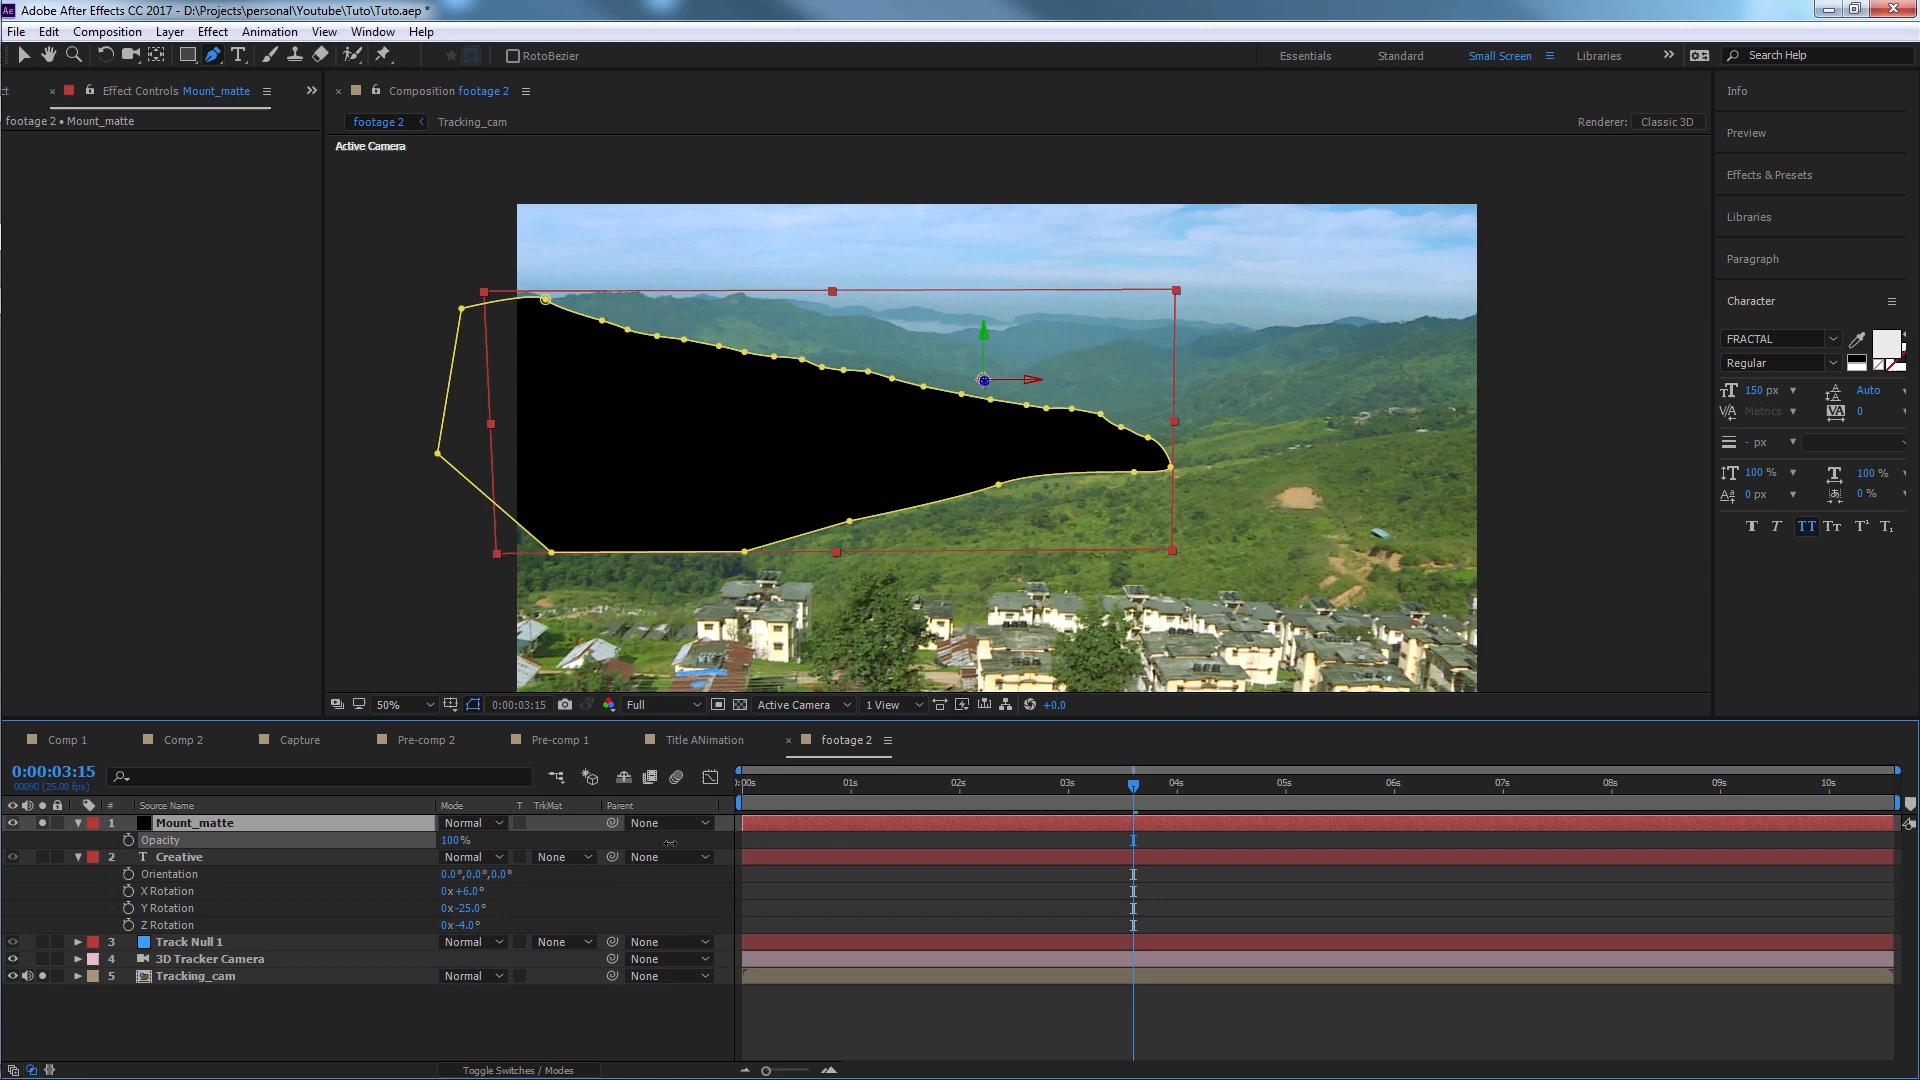 Adobe After Effects CC 2017 - D:\Projects\personal\Youtube\Tuto\Tuto.aep *
File Edit Composition Layer Effect Animation View Window Help
RotoBezier
Essentials Standard Small Screen Libraries Search Help
Effect Controls Mount_matte
Composition footage 2
footage 2 • Mount_matte
footage 2 Tracking_cam
Renderer: Classic 3D
Active Camera
Info
Preview
Effects & Presets
Libraries
Paragraph
Character
FRACTAL
Regular
150 px Auto
Metrics 0
- px
100 % 100 %
0 px 0 %
T T TT Tt T¹ T₁
50% 0:00:03:15 Full Active Camera 1 View +0.0
Comp 1 Comp 2 Capture Pre-comp 2 Pre-comp 1 Title ANimation footage 2
0:00:03:15
00090 (25.00 fps)
:00s 01s 02s 03s 04s 05s 06s 07s 08s 09s 10s
# Source Name Mode T TrkMat Parent
1 Mount_matte Normal None
Opacity 100%
2 T Creative Normal None None
Orientation 0.0°,0.0°,0.0°
X Rotation 0x+6.0°
Y Rotation 0x-25.0°
Z Rotation 0x-4.0°
3 Track Null 1 Normal None None
4 3D Tracker Camera None
5 Tracking_cam Normal None
Toggle Switches / Modes